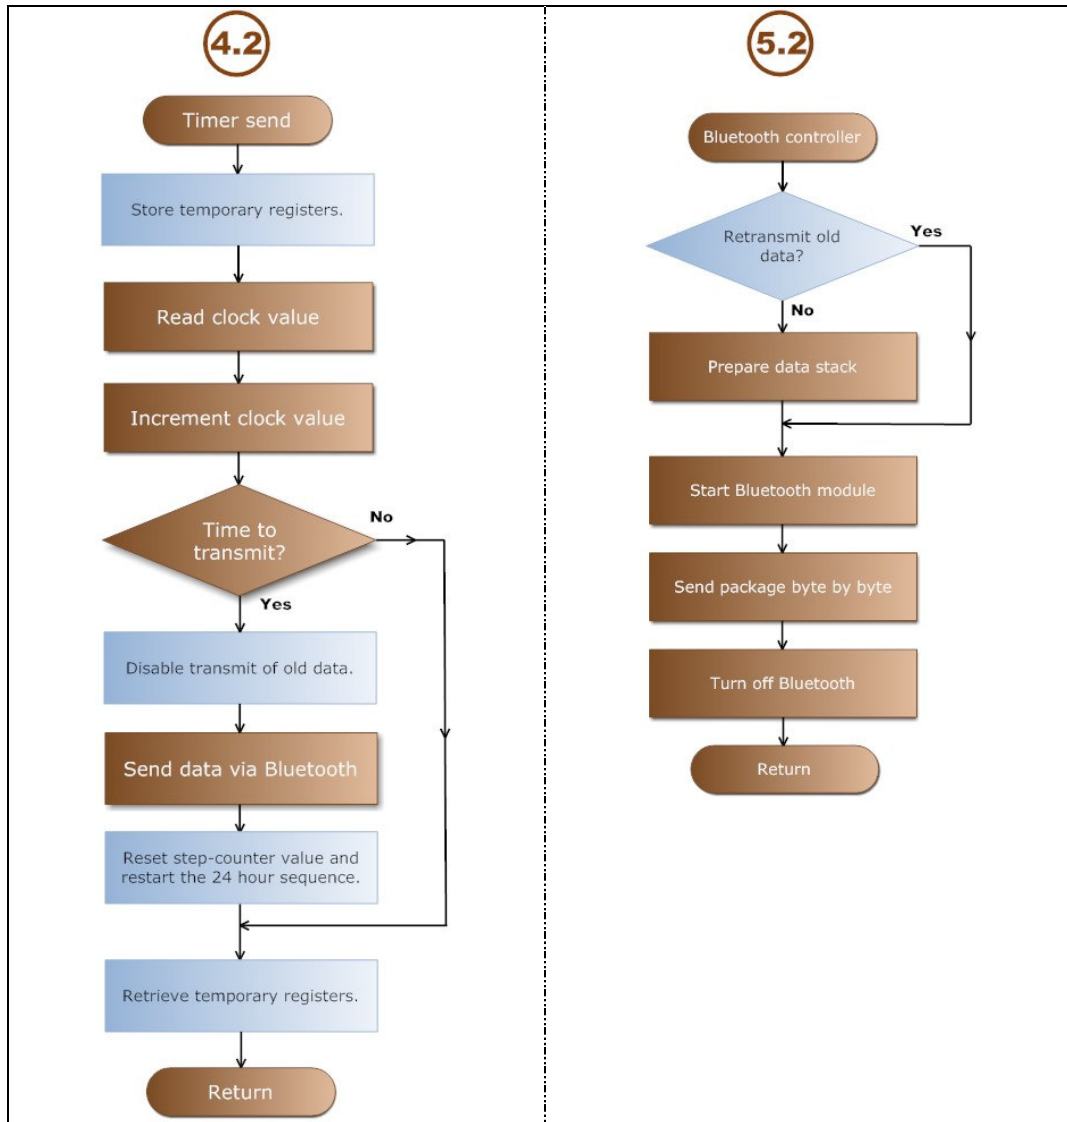 4.2
Timer send
Store temporary registers.
Read clock value
Increment clock value
Time to
transmit?
No
Yes
Disable transmit of old data.
Send data via Bluetooth
Reset step-counter value and
restart the 24 hour sequence.
Retrieve temporary registers.
Return
5.2
Bluetooth controller
Retransmit old
data?
Yes
No
Prepare data stack
Start Bluetooth module
Send package byte by byte
Turn off Bluetooth
Return